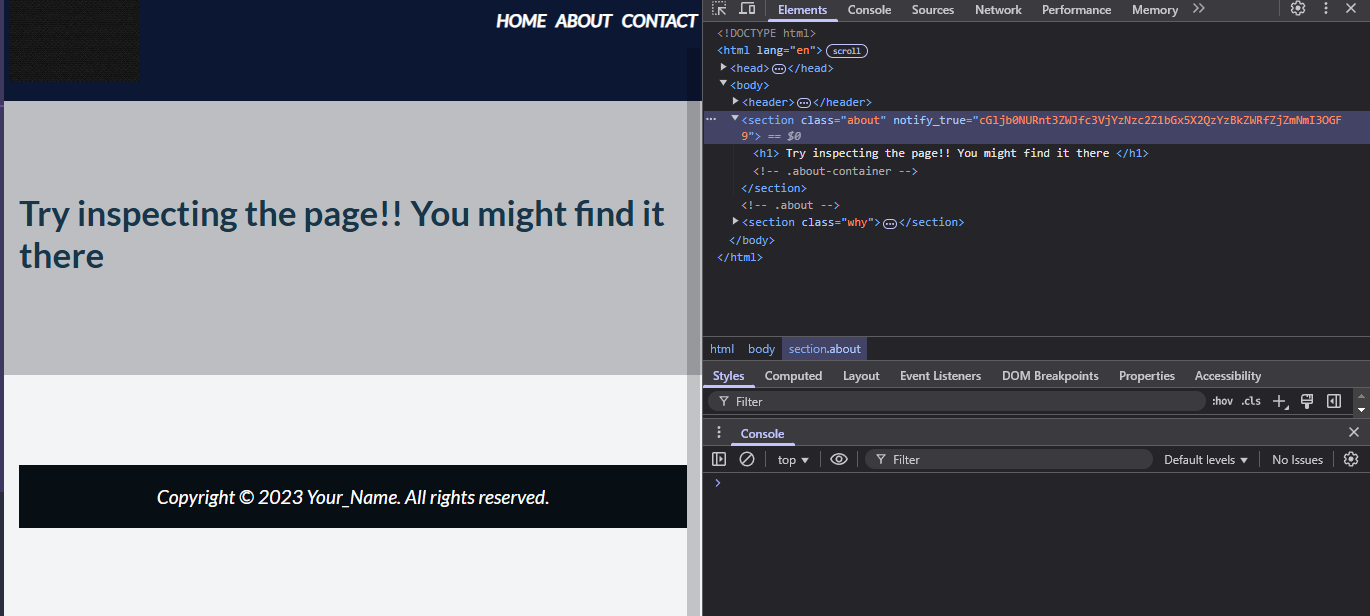 HOME ABOUT CONTACT
Try inspecting the page!! You might find it
there
Copyright © 2023 Your_Name. All rights reserved.
Elements Console Sources Network Performance Memory
<!DOCTYPE html>
<html lang="en"> scroll
<head> ⋯ </head>
<body>
<header> ⋯ </header>
<section class="about" notify_true="cGljb0NURnt3ZWJfc3VjYzNzc2Z1bGx5X2QzYzBkZWRfZjZmNmI3OGF
9"> == $0
<h1> Try inspecting the page!! You might find it there </h1>
<!-- .about-container -->
</section>
<!-- .about -->
<section class="why"> ⋯ </section>
</body>
</html>
html body section.about
Styles Computed Layout Event Listeners DOM Breakpoints Properties Accessibility
Filter :hov .cls
Console
top Filter Default levels No Issues